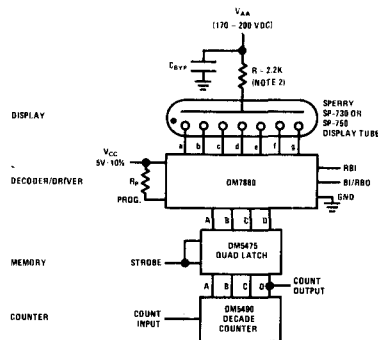 VAA
(170 - 200 VDC)
CBYP
R - 2.2K
(NOTE 2)
DISPLAY
SPERRY
SP-730 OR
SP-750
DISPLAY TUBE
a b c d e f g
VCC
5V-10%
RP
PROG.
DECODER/DRIVER
DM7880
RBI
BI/RBO
GND
A B C D
MEMORY
STROBE
DM5475
QUAD LATCH
A B C D
COUNT
OUTPUT
COUNTER
COUNT
INPUT
DM5490
DECADE
COUNTER